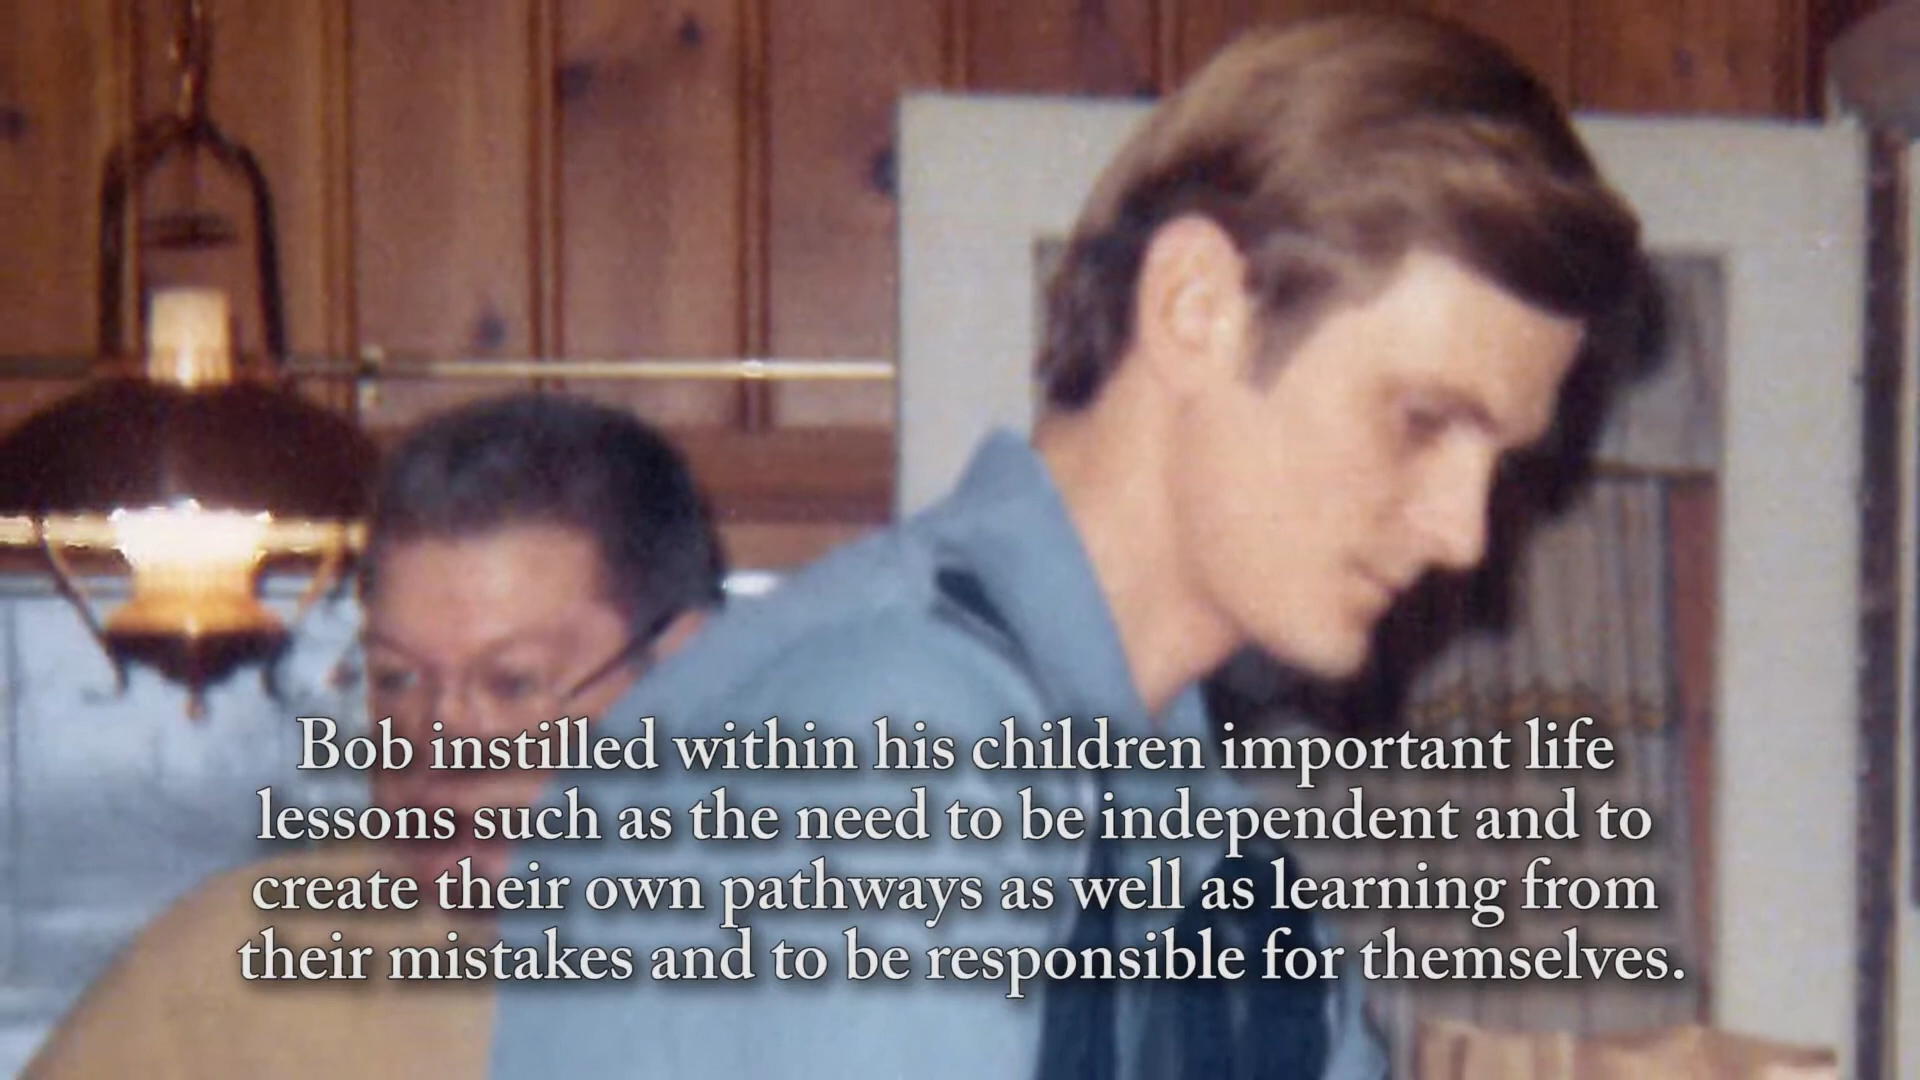 Bob instilled within his children important life
lessons such as the need to be independent and to
create their own pathways as well as learning from
their mistakes and to be responsible for themselves.